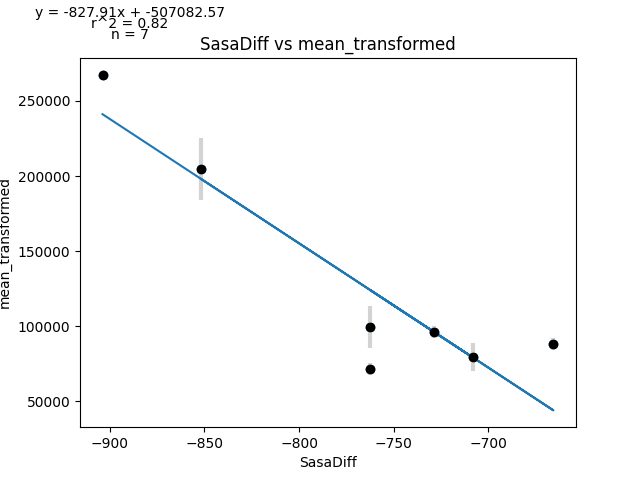 y = -827.91x + -507082.57
r^2 = 0.82
n = 7
SasaDiff vs mean_transformed
mean_transformed
250000
200000
150000
100000
50000
−900
−850
−800
−750
−700
SasaDiff